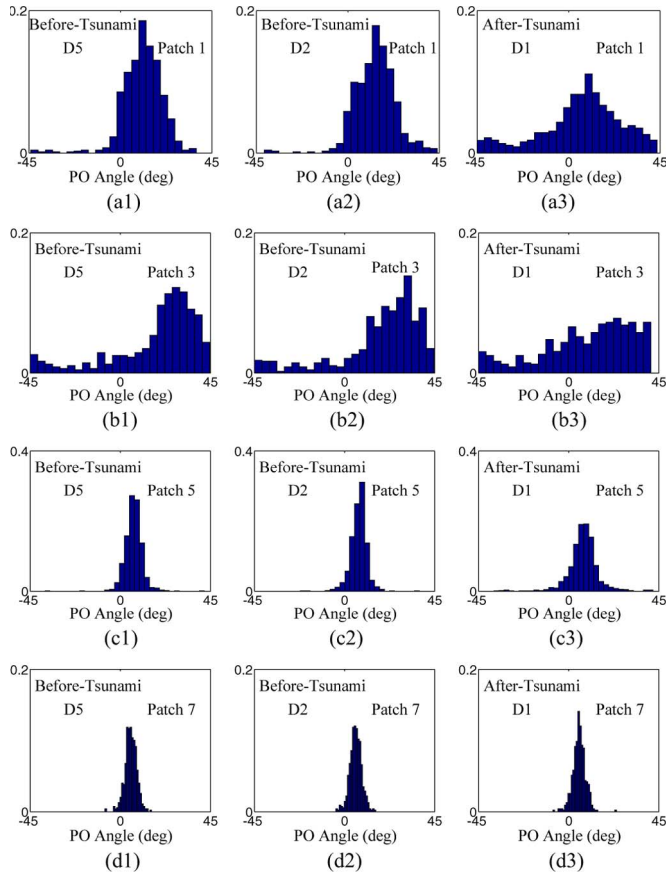 0.2 Before-Tsunami
D5 Patch 1
0
-45 0 45
PO Angle (deg)
(a1)
0.2
Before-Tsunami
D2 Patch 1
0
-45 0 45
PO Angle (deg)
(a2)
0.2
After-Tsunami
D1 Patch 1
0
-45 0 45
PO Angle (deg)
(a3)
0.2
Before-Tsunami
D5 Patch 3
0
-45 0 45
PO Angle (deg)
(b1)
0.2
Before-Tsunami
D2 Patch 3
0
-45 0 45
PO Angle (deg)
(b2)
0.2
After-Tsunami
D1 Patch 3
0
-45 0 45
PO Angle (deg)
(b3)
0.4
Before-Tsunami
D5 Patch 5
0
-45 0 45
PO Angle (deg)
(c1)
0.4
Before-Tsunami
D2 Patch 5
0
-45 0 45
PO Angle (deg)
(c2)
0.4
After-Tsunami
D1 Patch 5
0
-45 0 45
PO Angle (deg)
(c3)
0.2
Before-Tsunami
D5 Patch 7
0
-45 0 45
PO Angle (deg)
(d1)
0.2
Before-Tsunami
D2 Patch 7
0
-45 0 45
PO Angle (deg)
(d2)
0.2
After-Tsunami
D1 Patch 7
0
-45 0 45
PO Angle (deg)
(d3)